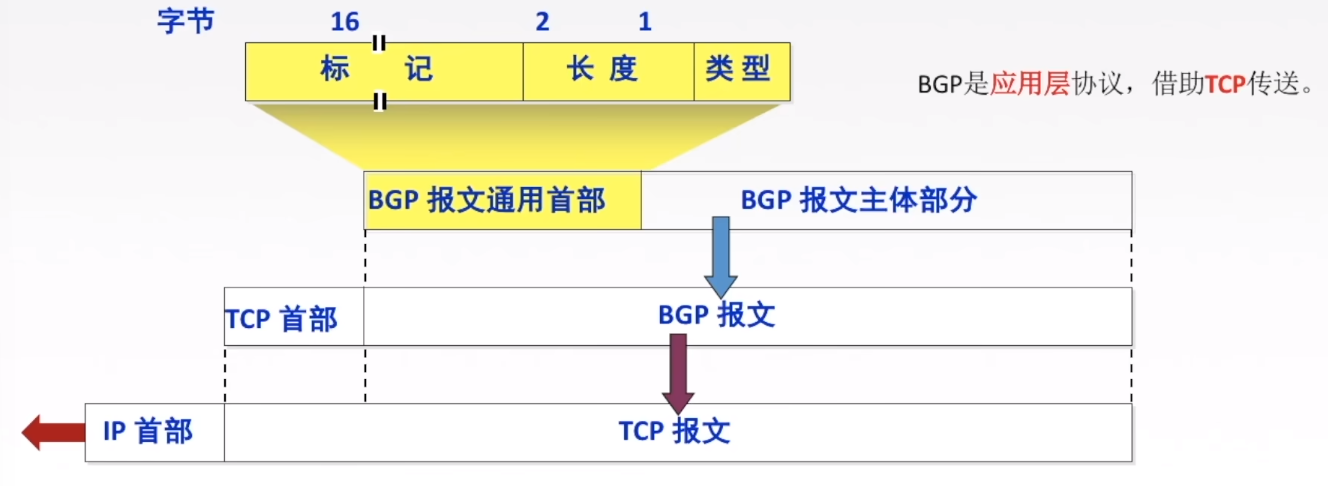 字节 16 2 1
标 记 长 度 类 型
BGP是应用层协议，借助TCP传送。
BGP 报文通用首部 BGP 报文主体部分
TCP 首部 BGP 报文
IP 首部 TCP 报文